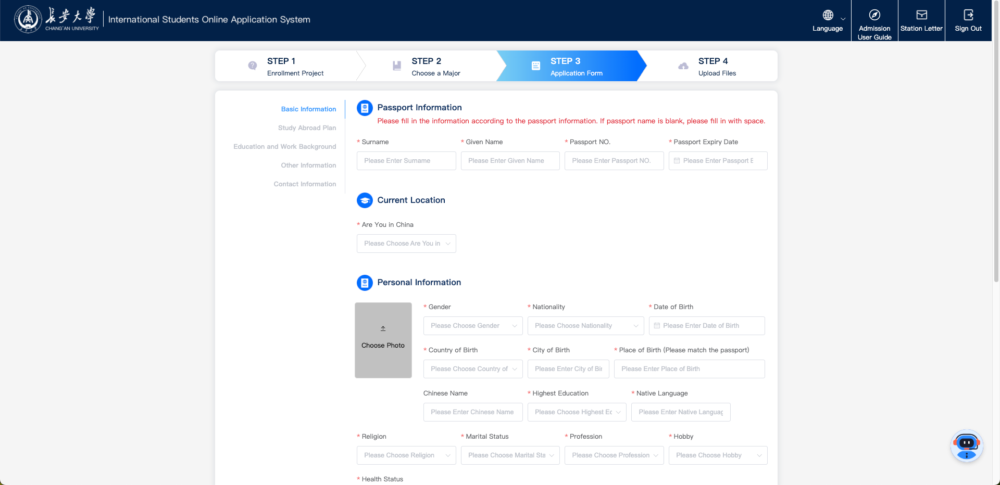 CHANG'AN UNIVERSITY
长安大学
CHANG'AN UNIVERSITY
International Students Online Application System
Language
Admission
User Guide
Station Letter
Sign Out
STEP 1
Enrollment Project
STEP 2
Choose a Major
STEP 3
Application Form
STEP 4
Upload Files
Basic Information
Study Abroad Plan
Education and Work Background
Other Information
Contact Information
Passport Information
Please fill in the information according to the passport information. If passport name is blank, please fill in with space.
* Surname
* Given Name
* Passport NO.
* Passport Expiry Date
Please Enter Surname
Please Enter Given Name
Please Enter Passport NO.
Please Enter Passport E
Current Location
* Are You in China
Please Choose Are You in
Personal Information
Choose Photo
* Gender
* Nationality
* Date of Birth
Please Choose Gender
Please Choose Nationality
Please Enter Date of Birth
* Country of Birth
* City of Birth
* Place of Birth (Please match the passport)
Please Choose Country of
Please Enter City of Bir
Please Enter Place of Birth
Chinese Name
* Highest Education
* Native Language
Please Enter Chinese Name
Please Choose Highest Ec
Please Enter Native Languag
* Religion
* Marital Status
* Profession
* Hobby
Please Choose Religion
Please Choose Marital Sta
Please Choose Profession
Please Choose Hobby
* Health Status